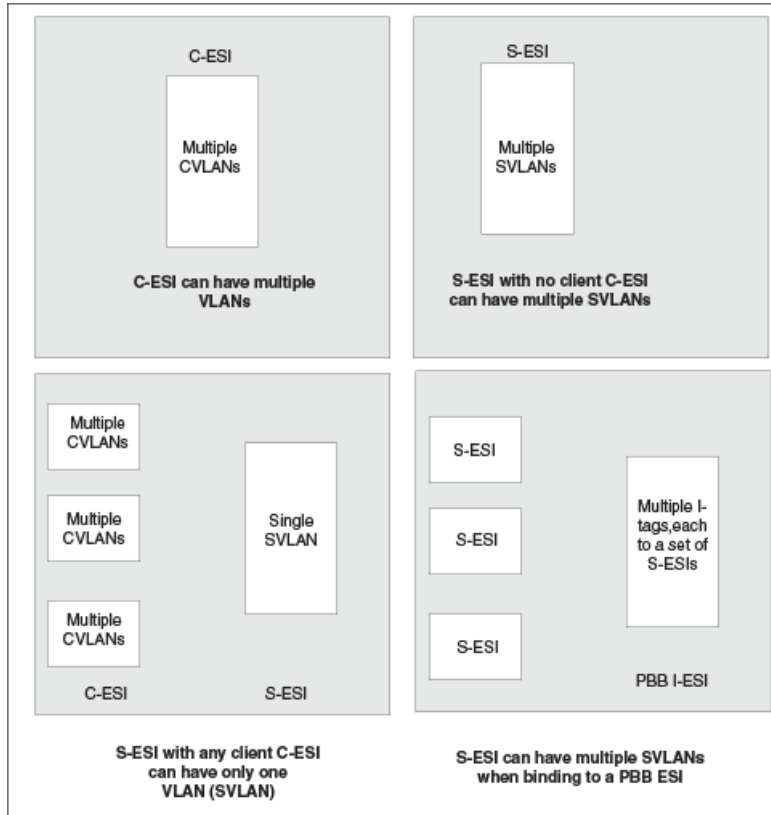 C-ESI
Multiple
CVLANs
C-ESI can have multiple
VLANs
S-ESI
Multiple
SVLANs
S-ESI with no client C-ESI
can have multiple SVLANs
Multiple
CVLANs
Multiple
CVLANs
Multiple
CVLANs
C-ESI
Single
SVLAN
S-ESI
S-ESI with any client C-ESI
can have only one
VLAN (SVLAN)
S-ESI
S-ESI
S-ESI
Multiple I-
tags,each
to a set of
S-ESIs
PBB I-ESI
S-ESI can have multiple SVLANs
when binding to a PBB ESI